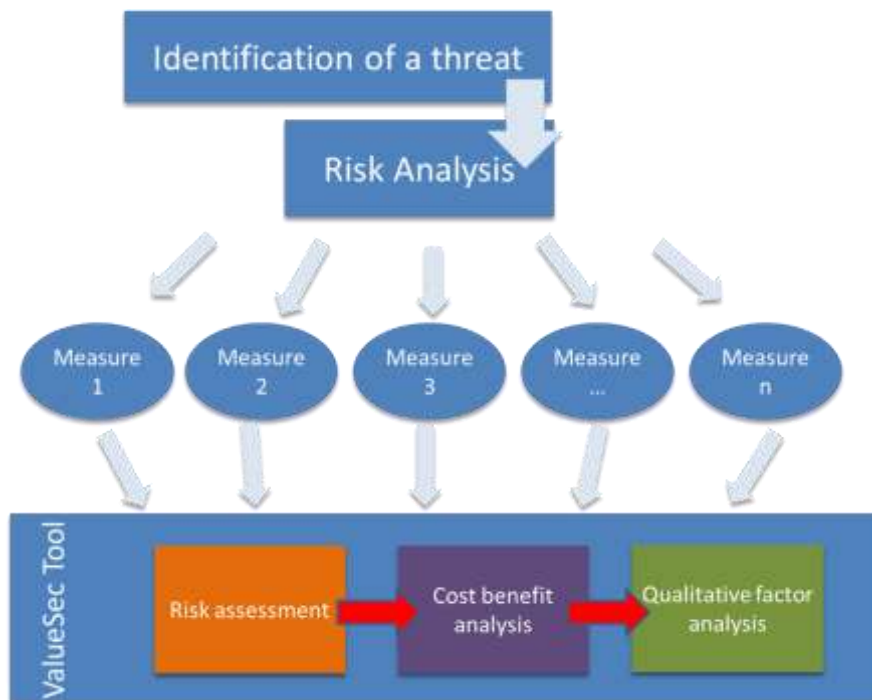 Identification of a threat
Risk Analysis
Measure
1
Measure
2
Measure
3
Measure
...
Measure
n
ValueSec Tool
Risk assessment
Cost benefit
analysis
Qualitative factor
analysis